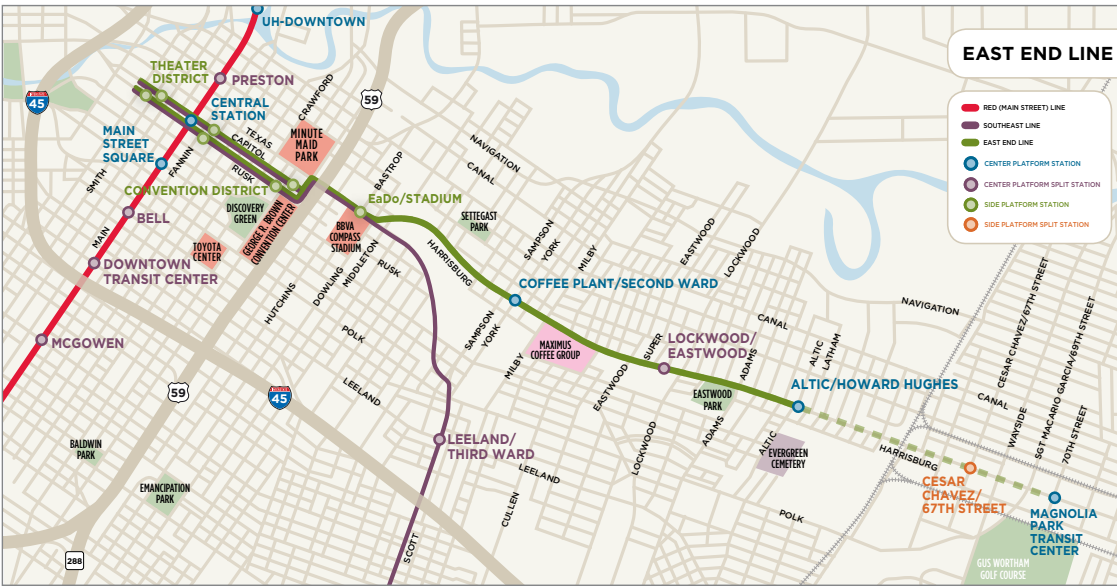 UH-DOWNTOWN
EAST END LINE
THEATER
DISTRICT
PRESTON
45
59
CENTRAL
STATION
CRAWFORD
RED (MAIN STREET) LINE
SOUTHEAST LINE
EAST END LINE
CENTER PLATFORM STATION
CENTER PLATFORM SPLIT STATION
SIDE PLATFORM STATION
SIDE PLATFORM SPLIT STATION
MAIN
STREET
SQUARE
FANNIN
TEXAS
CAPITOL
RUSK
MINUTE
MAID
PARK
NAVIGATION
CANAL
SMITH
BASTROP
CONVENTION DISTRICT
EaDo/STADIUM
DISCOVERY
GREEN
GEORGE R. BROWN
CONVENTION CENTER
BBVA
COMPASS
STADIUM
SETTEGAST
PARK
BELL
MAIN
TOYOTA
CENTER
DOWNTOWN
TRANSIT CENTER
HUTCHINS
DOWLING
MIDDLETON
RUSK
HARRISBURG
SAMPSON
YORK
MILBY
EASTWOOD
LOCKWOOD
COFFEE PLANT/SECOND WARD
NAVIGATION
CESAR CHAVEZ/67TH STREET
SGT MACARIO GARCIA/69TH STREET
MCGOWEN
POLK
SAMPSON
YORK
MILBY
MAXIMUS
COFFEE GROUP
CANAL
SUPER
LOCKWOOD/
EASTWOOD
ADAMS
ALTIC
LATHAM
59
45
LEELAND
EASTWOOD
EASTWOOD
PARK
ALTIC/HOWARD HUGHES
CANAL
WAYSIDE
70TH STREET
BALDWIN
PARK
LEELAND/
THIRD WARD
LOCKWOOD
ADAMS
ALTIC
EVERGREEN
CEMETERY
HARRISBURG
EMANCIPATION
PARK
LEELAND
CULLEN
POLK
CESAR
CHAVEZ/
67TH STREET
MAGNOLIA
PARK
TRANSIT
CENTER
288
SCOTT
GUS WORTHAM
GOLF COURSE